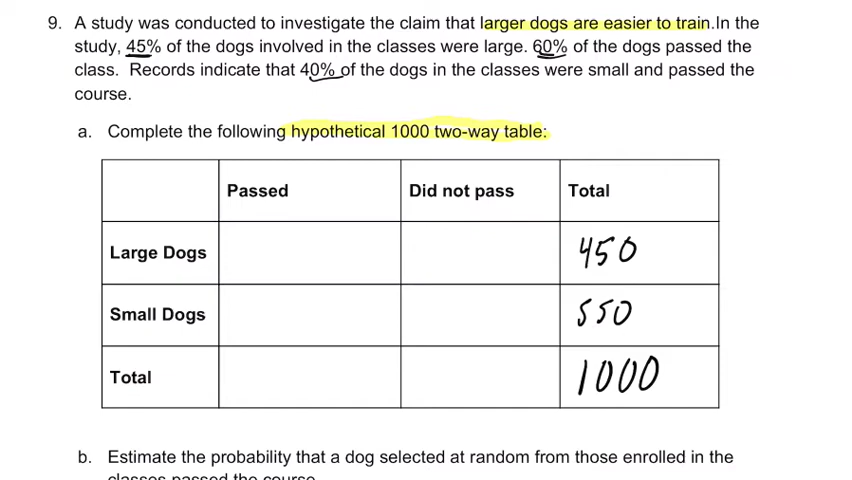 9. A study was conducted to investigate the claim that larger dogs are easier to train.In the
study, 45% of the dogs involved in the classes were large. 60% of the dogs passed the
class. Records indicate that 40% of the dogs in the classes were small and passed the
course.
a. Complete the following hypothetical 1000 two-way table:
Passed Did not pass Total
Large Dogs 450
Small Dogs 550
Total 1000
b. Estimate the probability that a dog selected at random from those enrolled in the
classes passed the course.